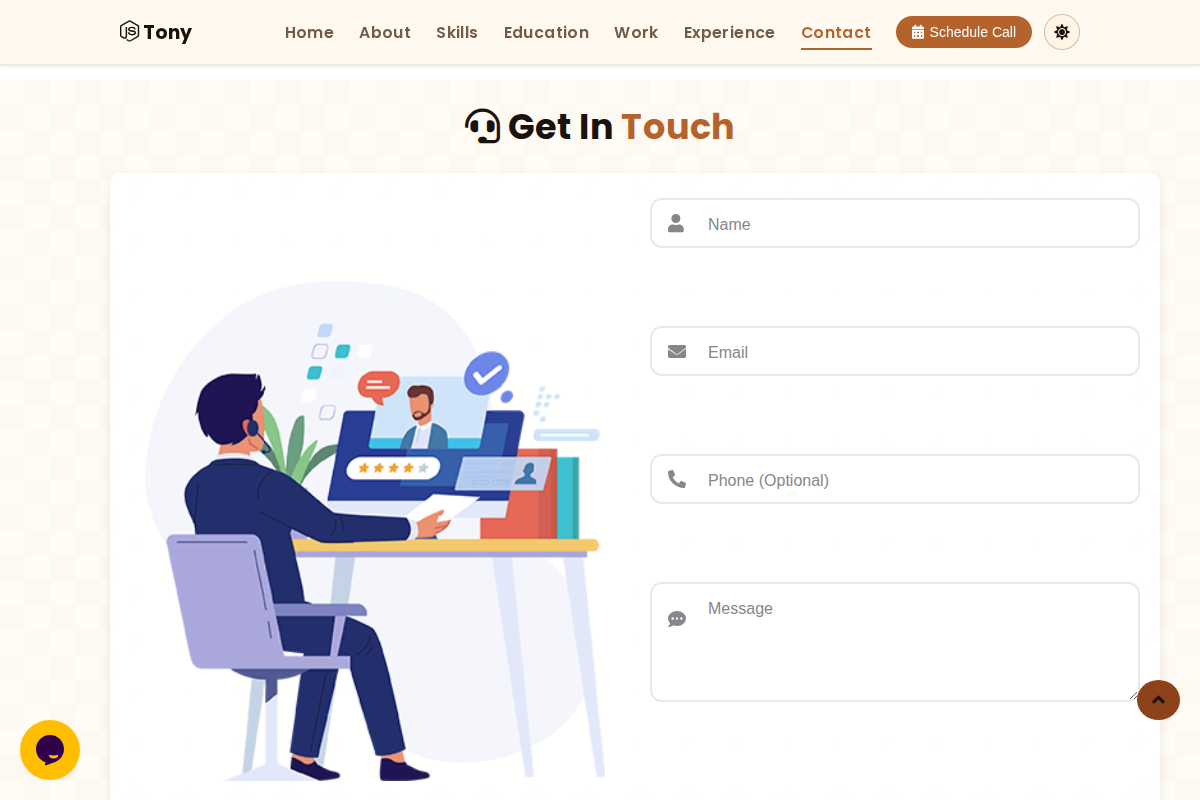 Tony
Home About Skills Education Work Experience Contact Schedule Call
Get In Touch
Name
Email
Phone (Optional)
Message